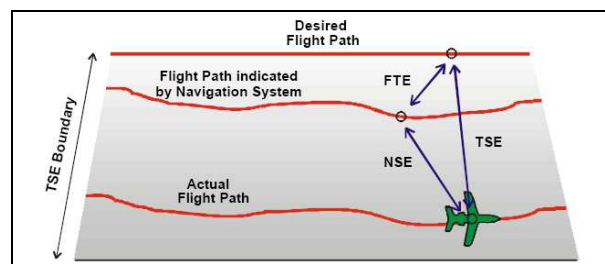 Desired
Flight Path
Flight Path indicated
by Navigation System
FTE
TSE
NSE
Actual
Flight Path
TSE Boundary